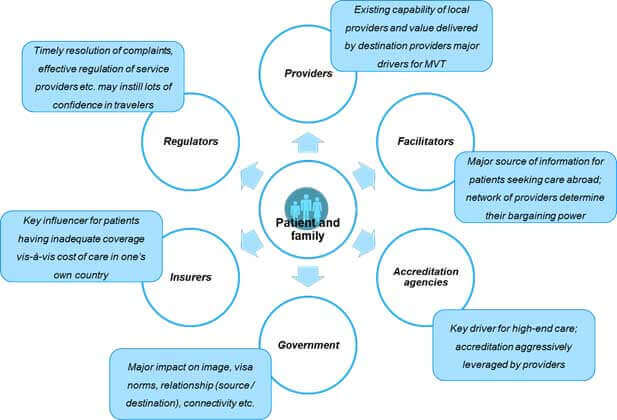 Existing capability of local
providers and value delivered
by destination providers major
drivers for MVT
Providers
Timely resolution of complaints,
effective regulation of service
providers etc. may instill lots of
confidence in travelers
Regulators
Facilitators
Major source of information for
patients seeking care abroad;
network of providers determine
their bargaining power
Patient and
family
Key influencer for patients
having inadequate coverage
vis-à-vis cost of care in one's
own country
Insurers
Accreditation
agencies
Key driver for high-end care;
accreditation aggressively
leveraged by providers
Government
Major impact on image, visa
norms, relationship (source /
destination), connectivity etc.